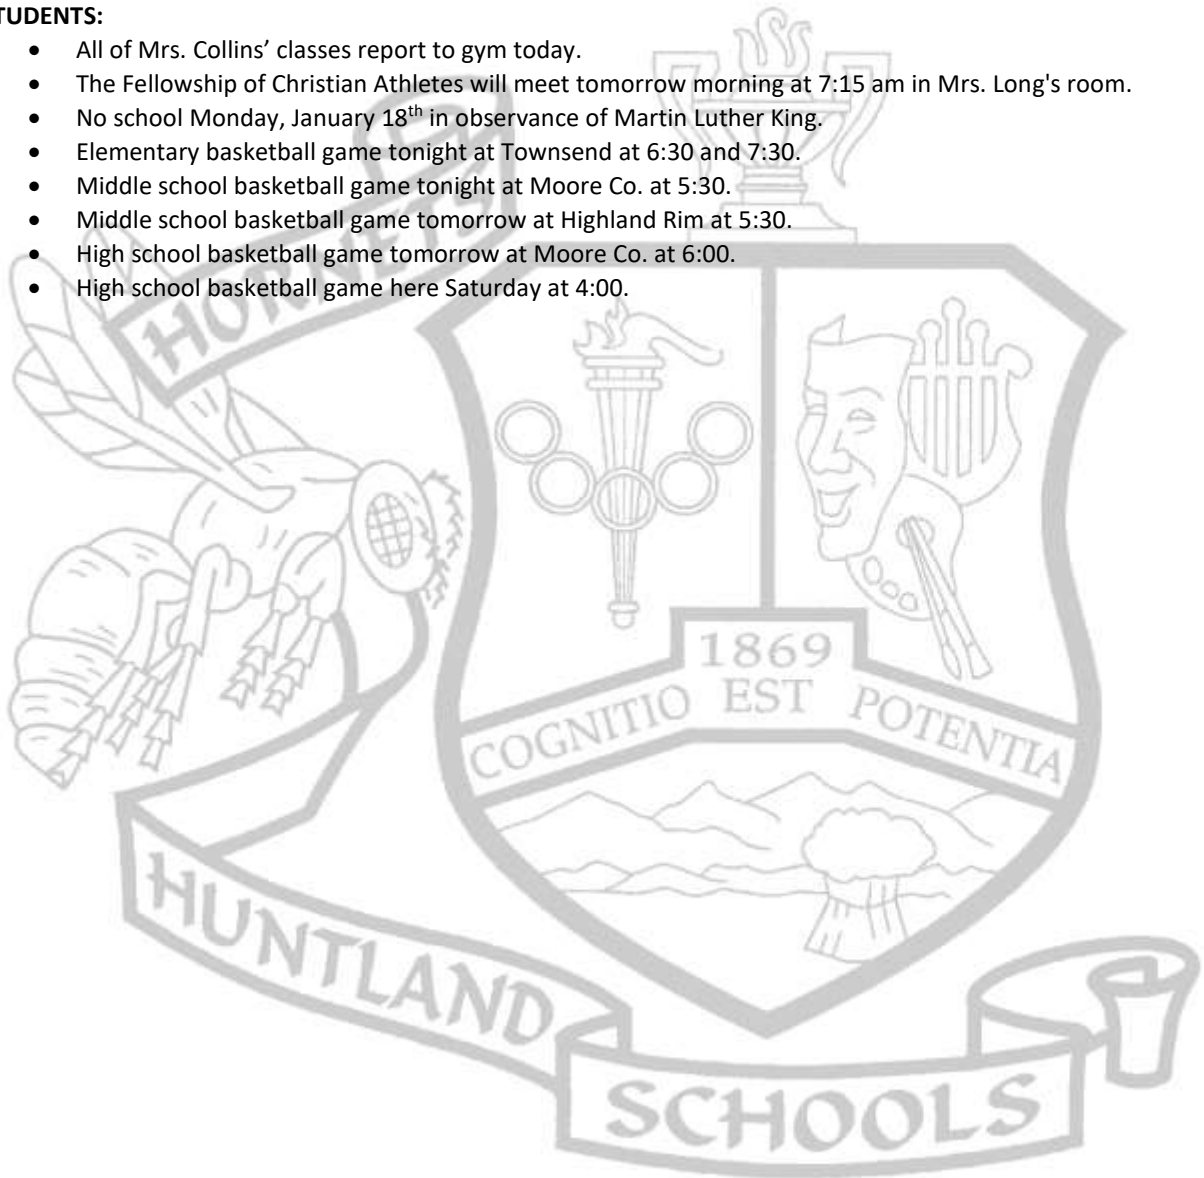 TUDENTS:
• All of Mrs. Collins’ classes report to gym today.
• The Fellowship of Christian Athletes will meet tomorrow morning at 7:15 am in Mrs. Long's room.
• No school Monday, January 18th in observance of Martin Luther King.
• Elementary basketball game tonight at Townsend at 6:30 and 7:30.
• Middle school basketball game tonight at Moore Co. at 5:30.
• Middle school basketball game tomorrow at Highland Rim at 5:30.
• High school basketball game tomorrow at Moore Co. at 6:00.
• High school basketball game here Saturday at 4:00.
HORNETS
1869
COGNITIO EST POTENTIA
HUNTLAND
SCHOOLS